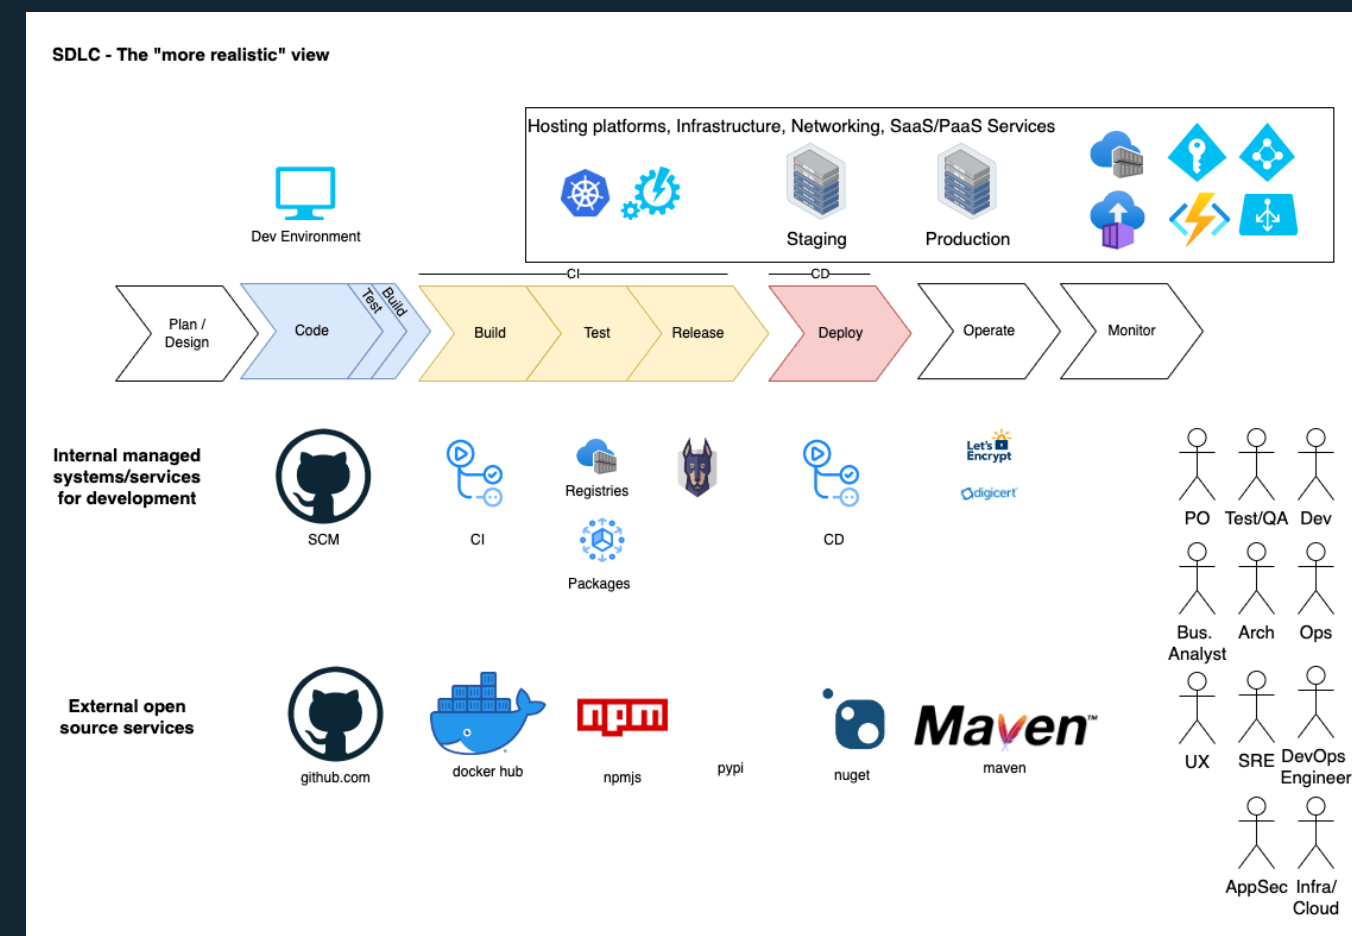 SDLC - The "more realistic" view
Hosting platforms, Infrastructure, Networking, SaaS/PaaS Services
Dev Environment
Staging
Production
CI
CD
Plan /
Design
Code
Test
Build
Build
Test
Release
Deploy
Operate
Monitor
Internal managed
systems/services
for development
SCM
CI
Registries
Packages
CD
Let's
Encrypt
digicert
PO
Test/QA
Dev
Bus.
Analyst
Arch
Ops
External open
source services
github.com
docker hub
npm
npmjs
pypi
nuget
Maven™
maven
UX
SRE
DevOps
Engineer
AppSec
Infra/
Cloud